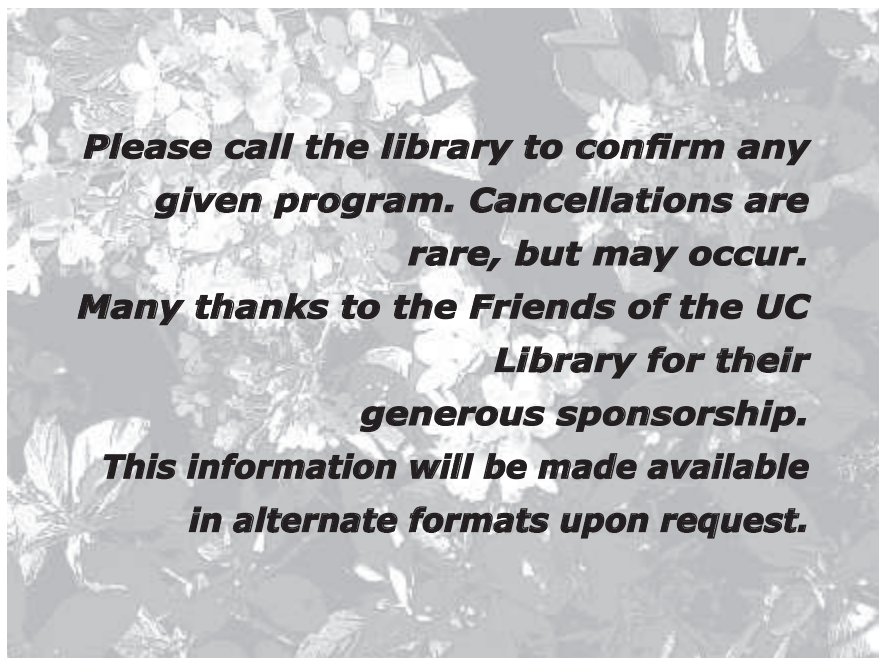 Please call the library to confirm any
given program. Cancellations are
rare, but may occur.
Many thanks to the Friends of the UC
Library for their
generous sponsorship.
This information will be made available
in alternate formats upon request.